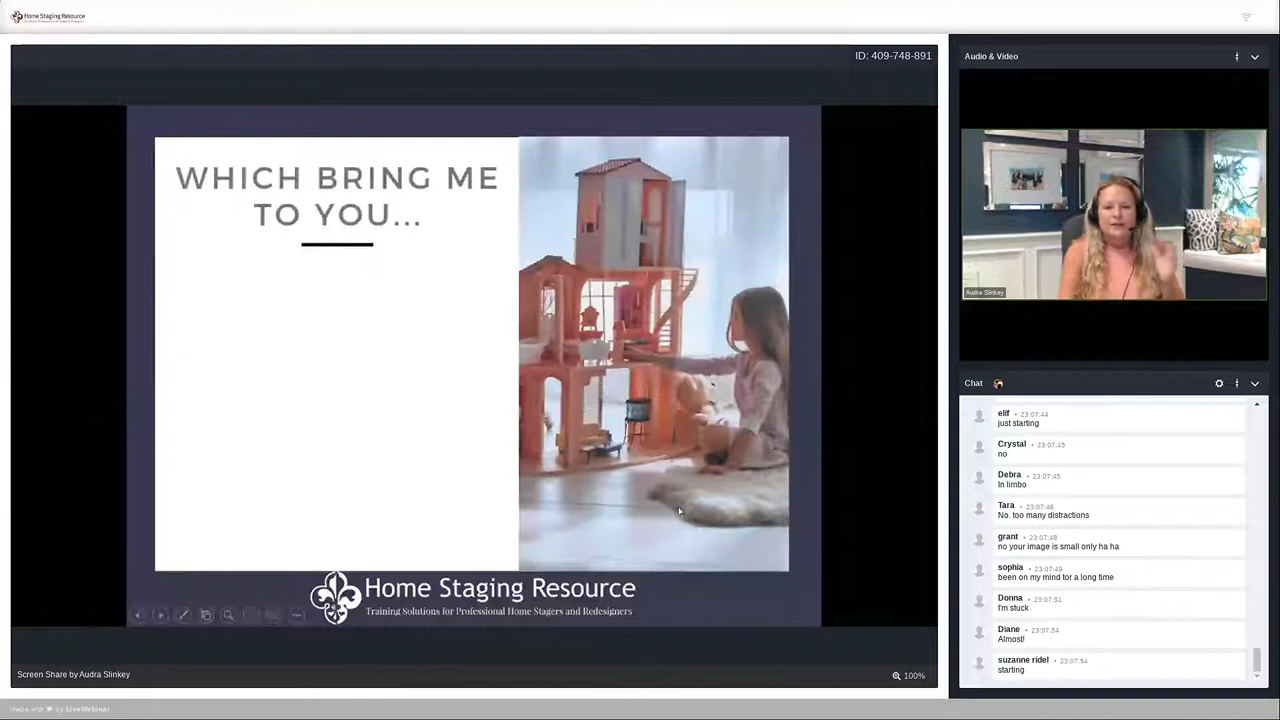 Home Staging Resource
ID: 409-748-891
WHICH BRING ME
TO YOU...
Home Staging Resource
Training Solutions for Professional Home Stagers and Redesigners
Screen Share by Audra Slinkey
100%
Audio & Video
Audra Slinkey
Chat
elif • 23:07:44
just starting
Crystal • 23:07:45
no
Debra • 23:07:45
In limbo
Tara • 23:07:46
No. too many distractions
grant • 23:07:48
no your image is small only ha ha
sophia • 23:07:49
been on my mind for a long time
Donna • 23:07:51
I'm stuck
Diane • 23:07:54
Almost!
suzanne ridel • 23:07:54
starting
Made with ❤ by LiveWebinar